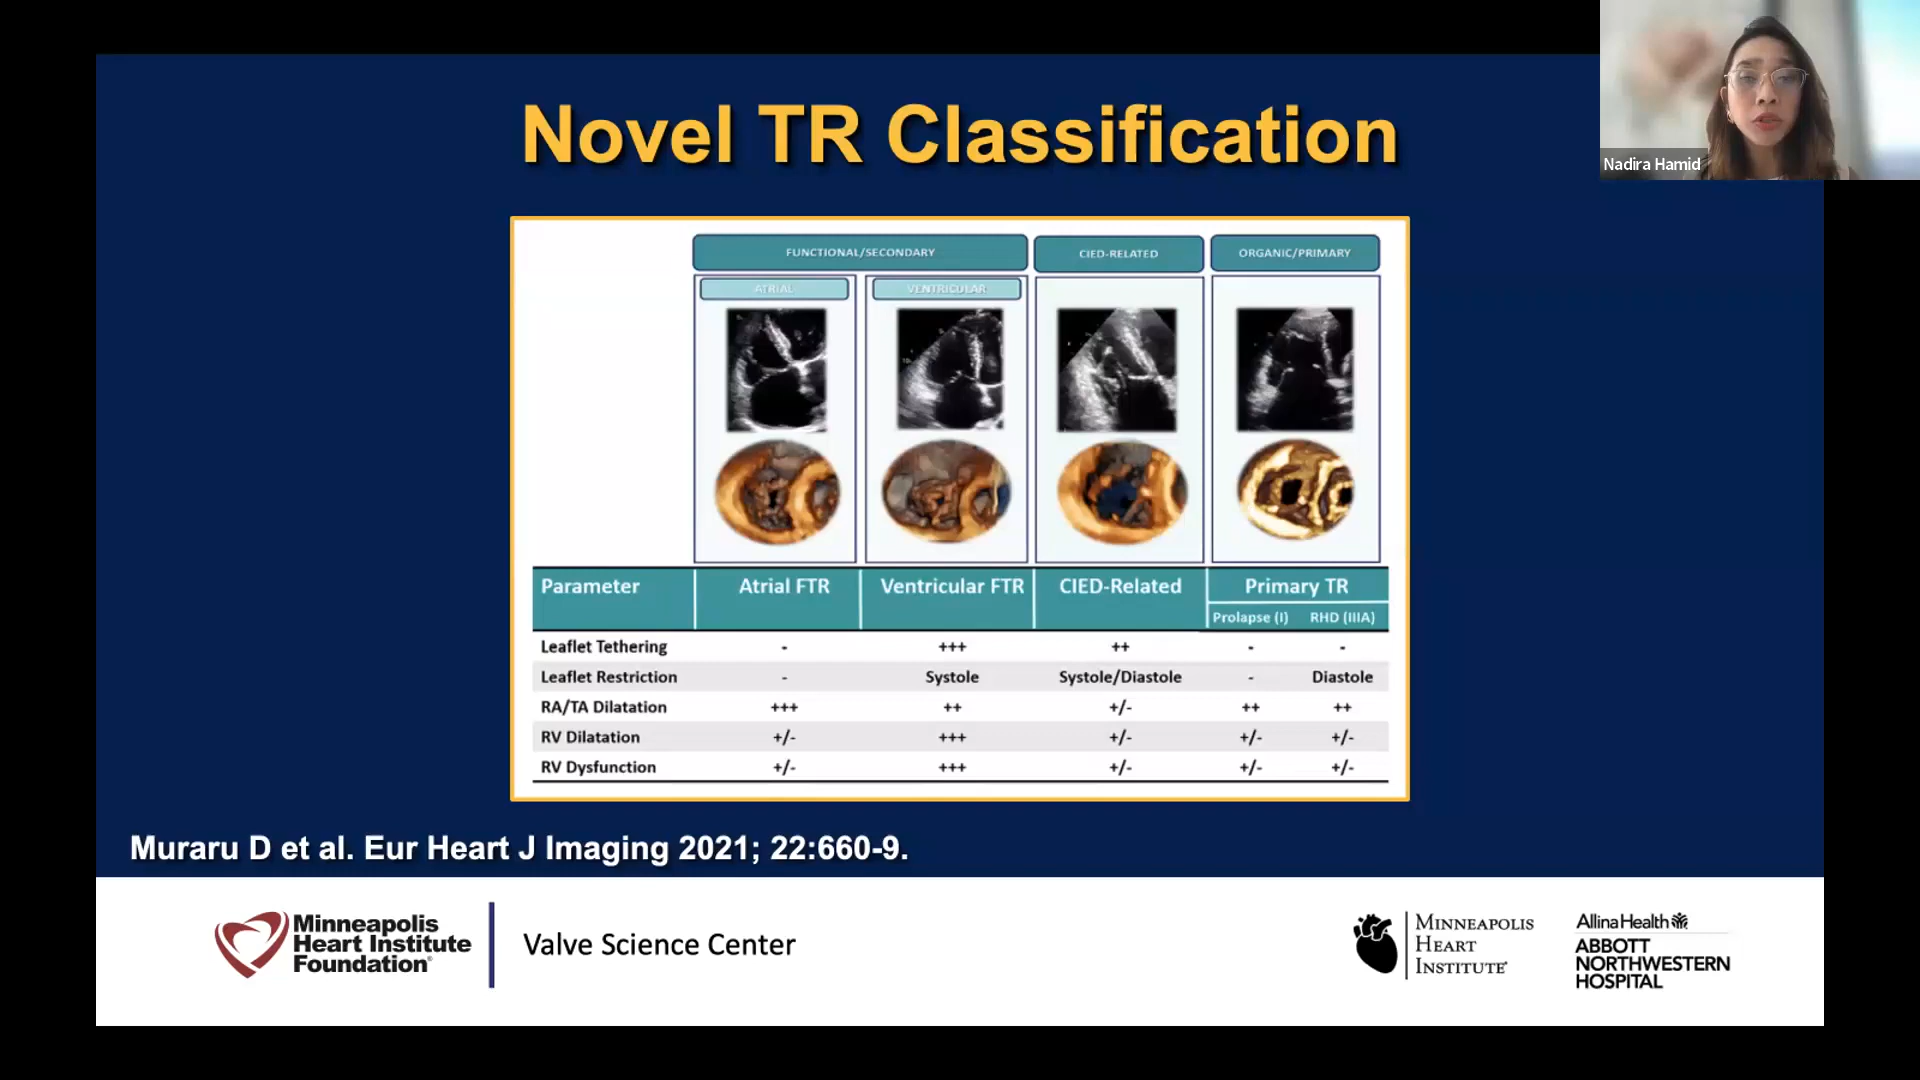 Novel TR Classification
Nadira Hamid
FUNCTIONAL/SECONDARY CIED-RELATED ORGANIC/PRIMARY
ATRIAL VENTRICULAR
Parameter Atrial FTR Ventricular FTR CIED-Related Primary TR
Prolapse (I) RHD (IIIA)
Leaflet Tethering - +++ ++ - -
Leaflet Restriction - Systole Systole/Diastole - Diastole
RA/TA Dilatation +++ ++ +/- ++ ++
RV Dilatation +/- +++ +/- +/- +/-
RV Dysfunction +/- +++ +/- +/- +/-
Muraru D et al. Eur Heart J Imaging 2021; 22:660-9.
Minneapolis
Heart Institute
Foundation®
Valve Science Center
MINNEAPOLIS
HEART
INSTITUTE®
AllinaHealth
ABBOTT
NORTHWESTERN
HOSPITAL